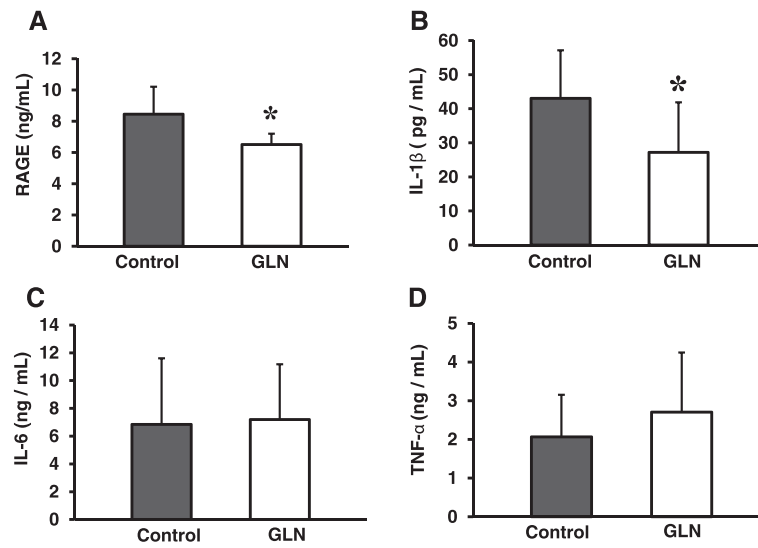 A
RAGE (ng/mL)
12
10
8
6
4
2
0
*
Control
GLN
B
IL-1β ( pg / mL)
60
50
40
30
20
10
0
*
Control
GLN
C
IL-6 (ng / mL)
14
12
10
8
6
4
2
0
Control
GLN
D
TNF-α (ng / mL)
5
4
3
2
1
0
Control
GLN